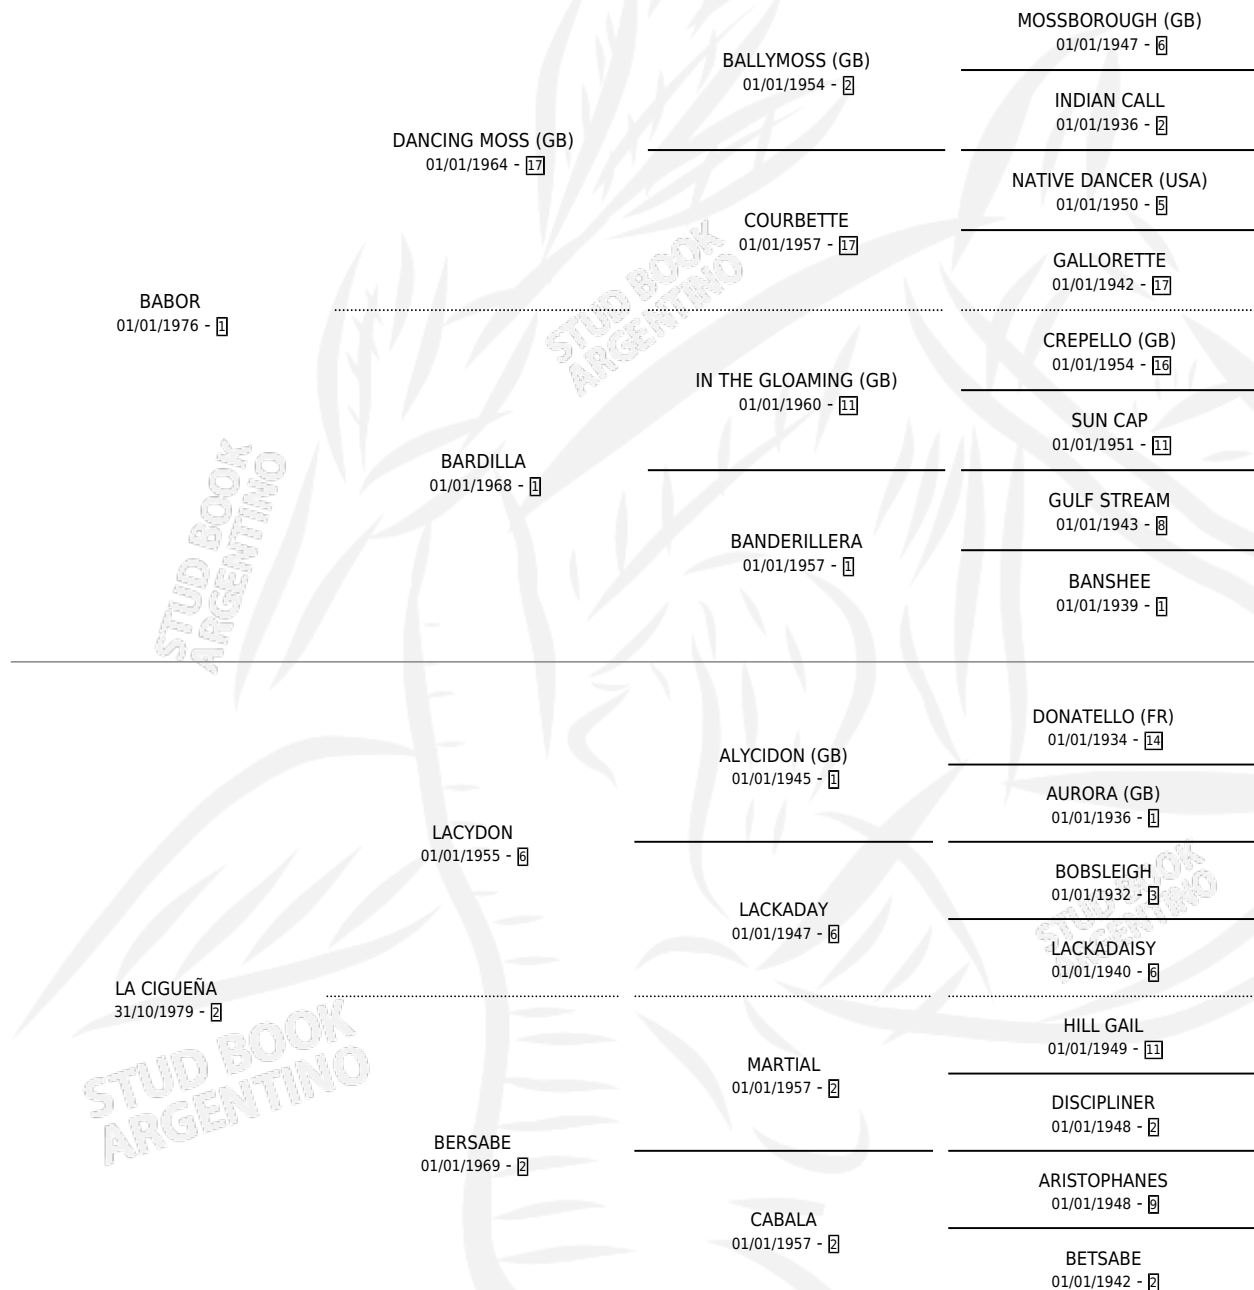 MOSSBOROUGH (GB)
01/01/1947 - 6
BALLYMOSS (GB)
01/01/1954 - 2
INDIAN CALL
01/01/1936 - 2
DANCING MOSS (GB)
01/01/1964 - 17
NATIVE DANCER (USA)
01/01/1950 - 5
COURBETTE
01/01/1957 - 17
GALLORETTE
01/01/1942 - 17
BABOR
01/01/1976 - 1
CREPELLO (GB)
01/01/1954 - 16
IN THE GLOAMING (GB)
01/01/1960 - 11
SUN CAP
01/01/1951 - 11
BARDILLA
01/01/1968 - 1
GULF STREAM
01/01/1943 - 8
BANDERILLERA
01/01/1957 - 1
BANSHEE
01/01/1939 - 1
DONATELLO (FR)
01/01/1934 - 14
ALYCIDON (GB)
01/01/1945 - 1
AURORA (GB)
01/01/1936 - 1
LACYDON
01/01/1955 - 6
BOBSLEIGH
01/01/1932 - 3
LACKADAY
01/01/1947 - 6
LACKADAISY
01/01/1940 - 6
LA CIGUEÑA
31/10/1979 - 2
HILL GAIL
01/01/1949 - 11
MARTIAL
01/01/1957 - 2
DISCIPLINER
01/01/1948 - 2
BERSABE
01/01/1969 - 2
ARISTOPHANES
01/01/1948 - 9
CABALA
01/01/1957 - 2
BETSABE
01/01/1942 - 2
STUD BOOK
ARGENTINO
STUD BOOK
ARGENTINO
STUD BOOK
ARGENTINO
STUD BOOK
ARGENTINO